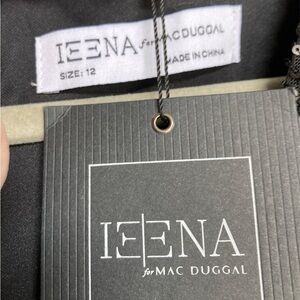 IEENA for MAC DUGGAL
SIZE: 12
MADE IN CHINA
IEENA
for MAC DUGGAL